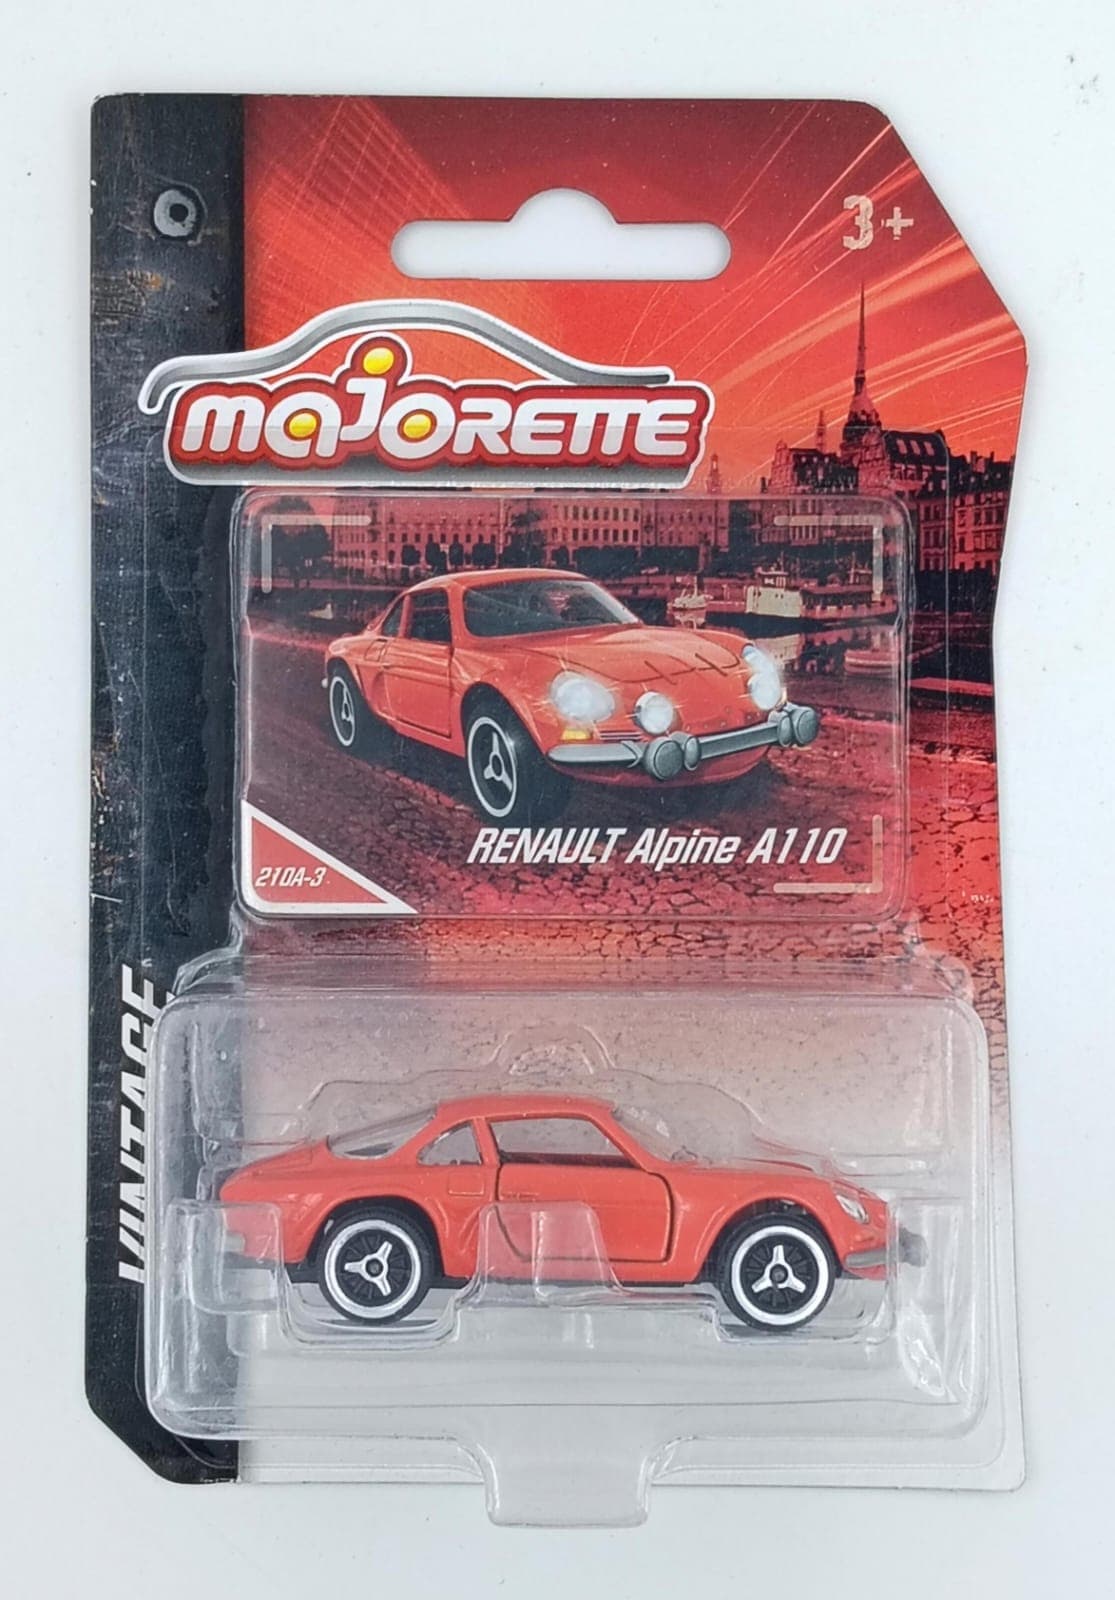 3+
MAJORETTE
RENAULT Alpine A110
210A-3
VINTAGE